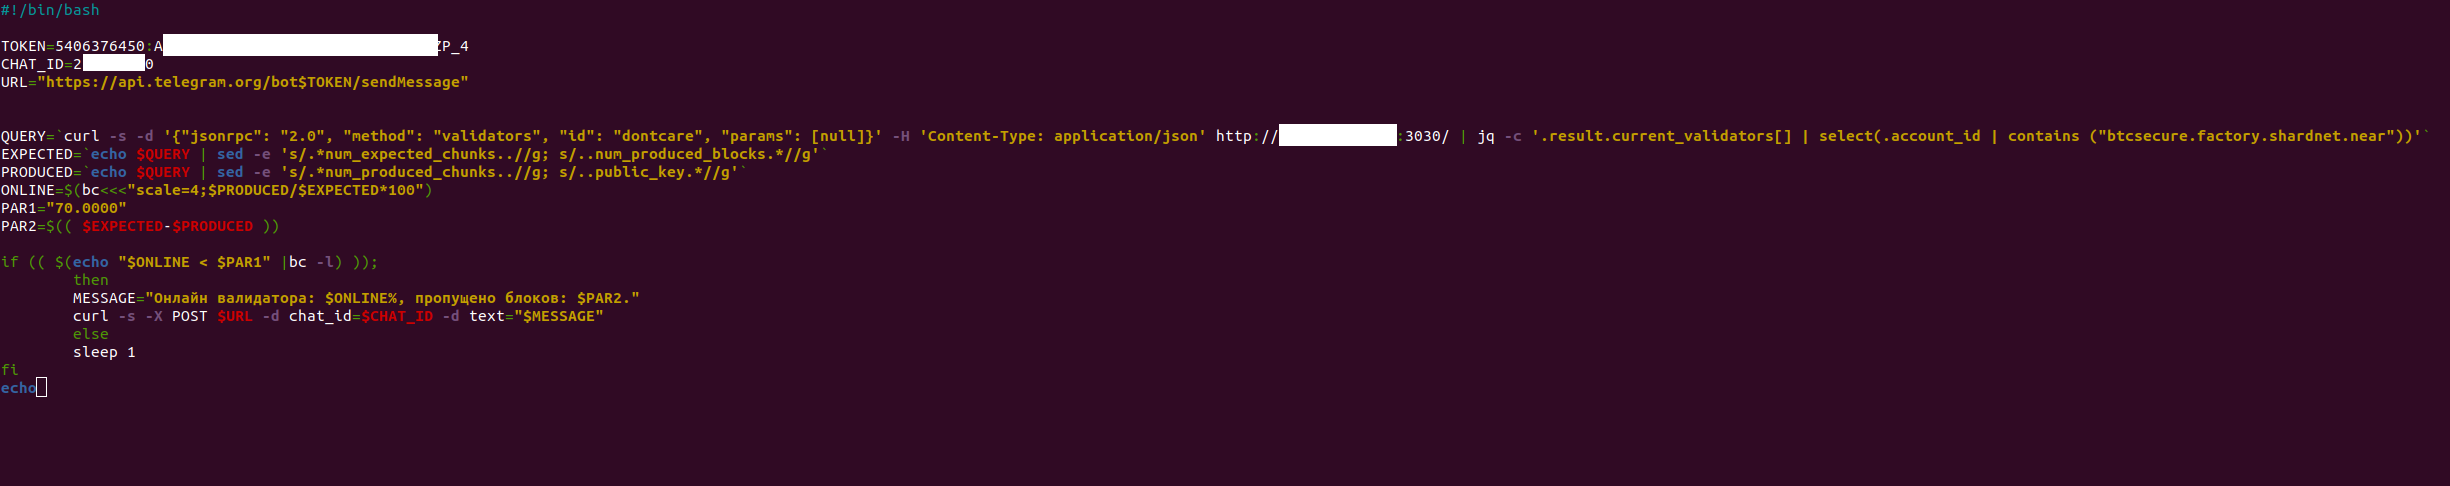 #!/bin/bash
TOKEN=5406376450:A ZP_4
CHAT_ID=2 0
URL="https://api.telegram.org/bot$TOKEN/sendMessage"
QUERY=`curl -s -d '{"jsonrpc": "2.0", "method": "validators", "id": "dontcare", "params": [null]}' -H 'Content-Type: application/json' http:// :3030/ | jq -c '.result.current_validators[] | select(.account_id | contains ("btcsecure.factory.shardnet.near"))'`
EXPECTED=`echo $QUERY | sed -e 's/.*num_expected_chunks..//g; s/..num_produced_blocks.*//g'`
PRODUCED=`echo $QUERY | sed -e 's/.*num_produced_chunks..//g; s/..public_key.*//g'`
ONLINE=$(bc<<<"scale=4;$PRODUCED/$EXPECTED*100")
PAR1="70.0000"
PAR2=$(( $EXPECTED-$PRODUCED ))
if (( $(echo "$ONLINE < $PAR1" |bc -l) ));
then
MESSAGE="Онлайн валидатора: $ONLINE%, пропущено блоков: $PAR2."
curl -s -X POST $URL -d chat_id=$CHAT_ID -d text="$MESSAGE"
else
sleep 1
fi
echo